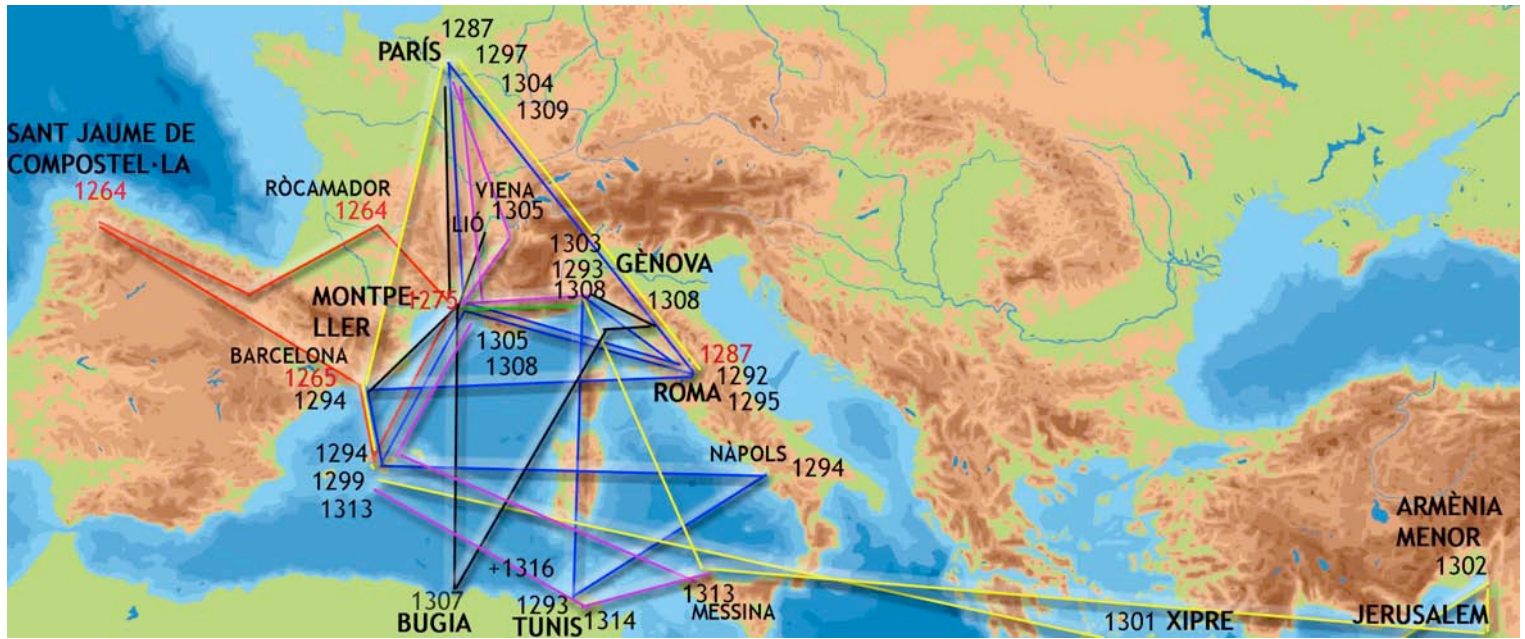 1287
PARÍS
1297
1304
1309
SANT JAUME DE
COMPOSTEL·LA
1264
RÒCAMADOR
1264
VIENA
1305
LIÓ
1303
1293
GÈNOVA
1308
1308
MONTPE-
1275
LLER
1305
1308
BARCELONA
1265
1294
1287
1292
ROMA
1295
1294
1299
1313
NÀPOLS
1294
ARMÈNIA
MENOR
1302
+1316
1307
BUGIA
1293
TUNIS
1314
1313
MESSINA
1301 XIPRE
JERUSALEM